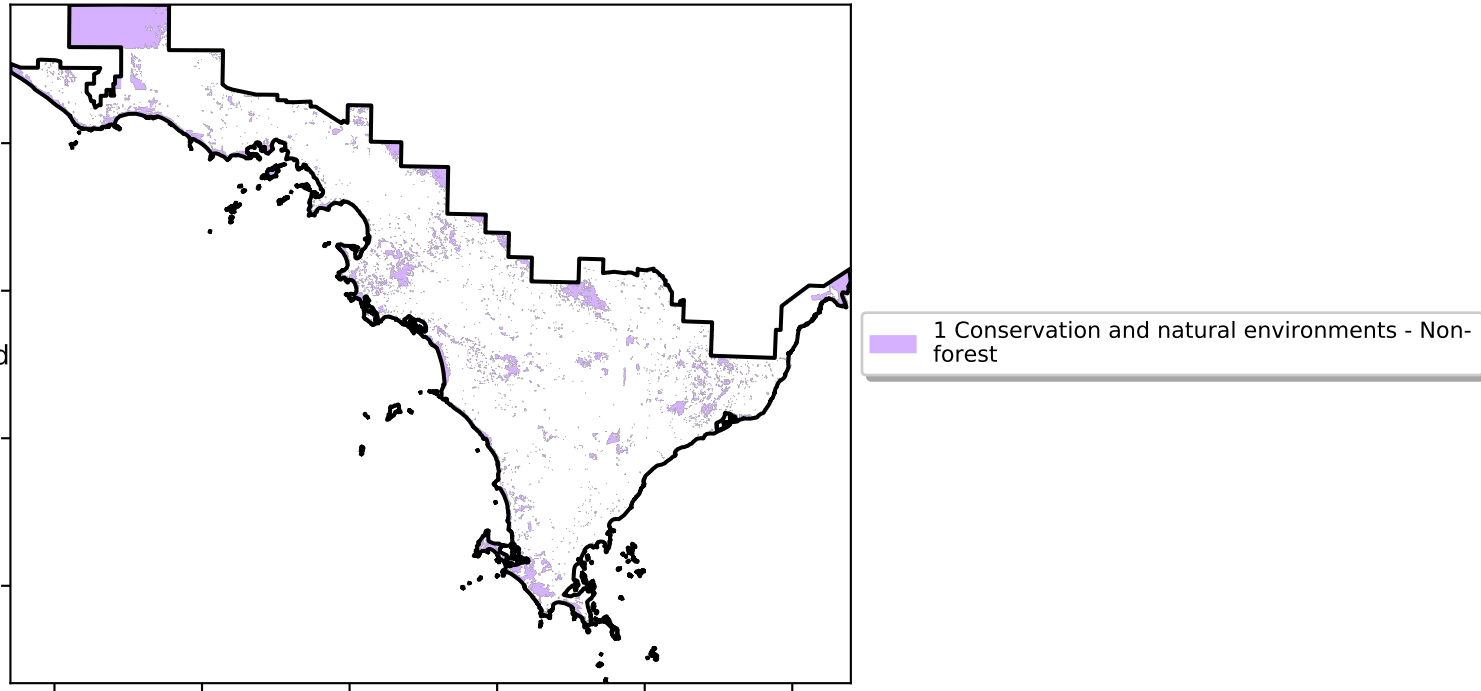 d
1 Conservation and natural environments - Non-
forest